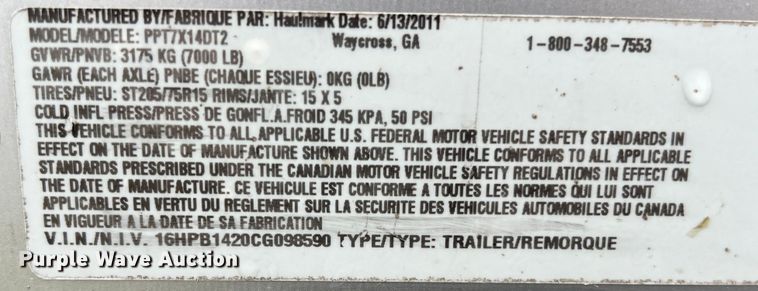 MANUFACTURED BY/FABRIQUE PAR: Haulmark Date: 6/13/2011
MODEL/MODELE: PPT7X14DT2 Waycross, GA 1-800-348-7553
GVWR/PNVB: 3175 KG (7000 LB)
GAWR (EACH AXLE) PNBE (CHAQUE ESSIEU): 0KG (0LB)
TIRES/PNEU: ST205/75R15 RIMS/JANTE: 15 X 5
COLD INFL PRESS/PRESS DE GONFL.A.FROID 345 KPA, 50 PSI
THIS VEHICLE CONFORMS TO ALL APPLICABLE U.S. FEDERAL MOTOR VEHICLE SAFETY STANDARDS IN
EFFECT ON THE DATE OF MANUFACTURE SHOWN ABOVE. THIS VEHICLE CONFORMS TO ALL APPLICABLE
STANDARDS PRESCRIBED UNDER THE CANADIAN MOTOR VEHICLE SAFETY REGULATIONS IN EFFECT ON
THE DATE OF MANUFACTURE. CE VEHICULE EST CONFORME A TOUTES LES NORMES QUI LUI SONT
APPLICABLES EN VERTU DU REGLEMENT SUR LA SECURITE DES VEHICULES AUTOMOBILES DU CANADA
EN VIGUEUR A LA DATE DE SA FABRICATION
V.I.N./N.I.V. 16HPB1420CG098590 TYPE/TYPE: TRAILER/REMORQUE
Purple Wave Auction